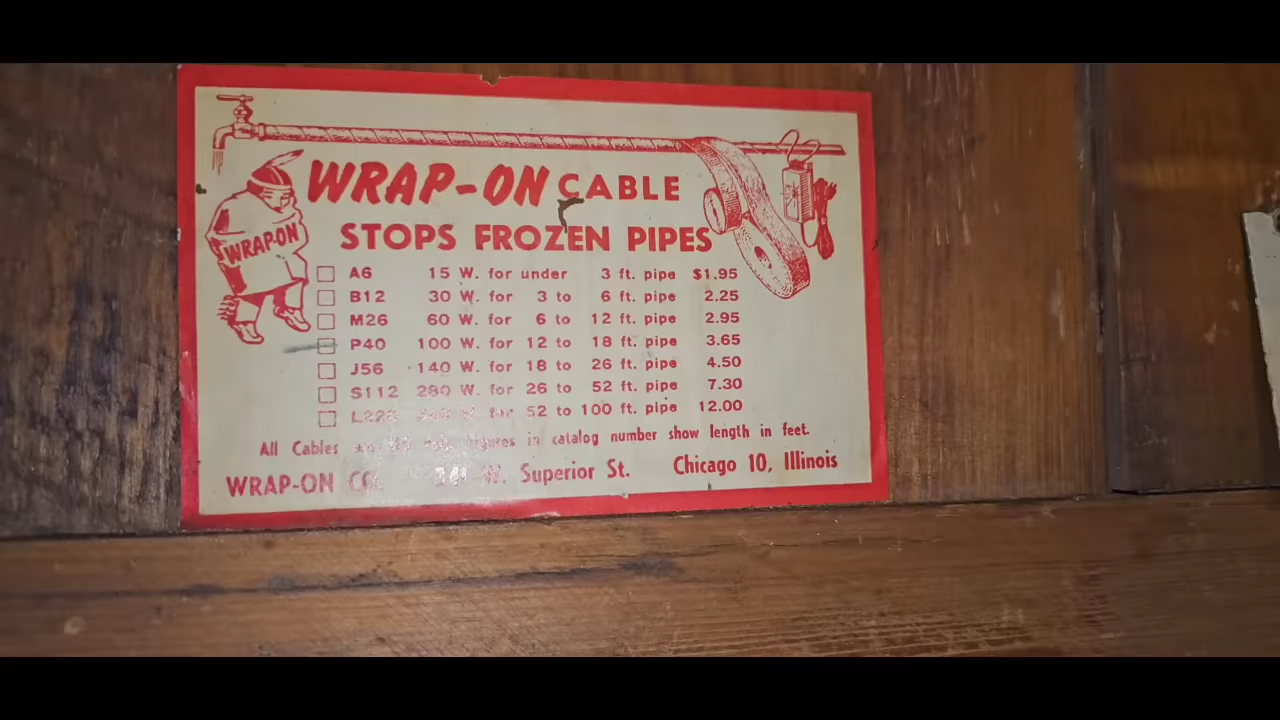 WRAP-ON CABLE
STOPS FROZEN PIPES
WRAP-ON
A6 15 W. for under 3 ft. pipe $1.95
B12 30 W. for 3 to 6 ft. pipe 2.25
M26 60 W. for 6 to 12 ft. pipe 2.95
P40 100 W. for 12 to 18 ft. pipe 3.65
J56 140 W. for 18 to 26 ft. pipe 4.50
S112 280 W. for 26 to 52 ft. pipe 7.30
for 52 to 100 ft. pipe 12.00
All Cables figures in catalog number show length in feet.
WRAP-ON W. Superior St. Chicago 10, Illinois